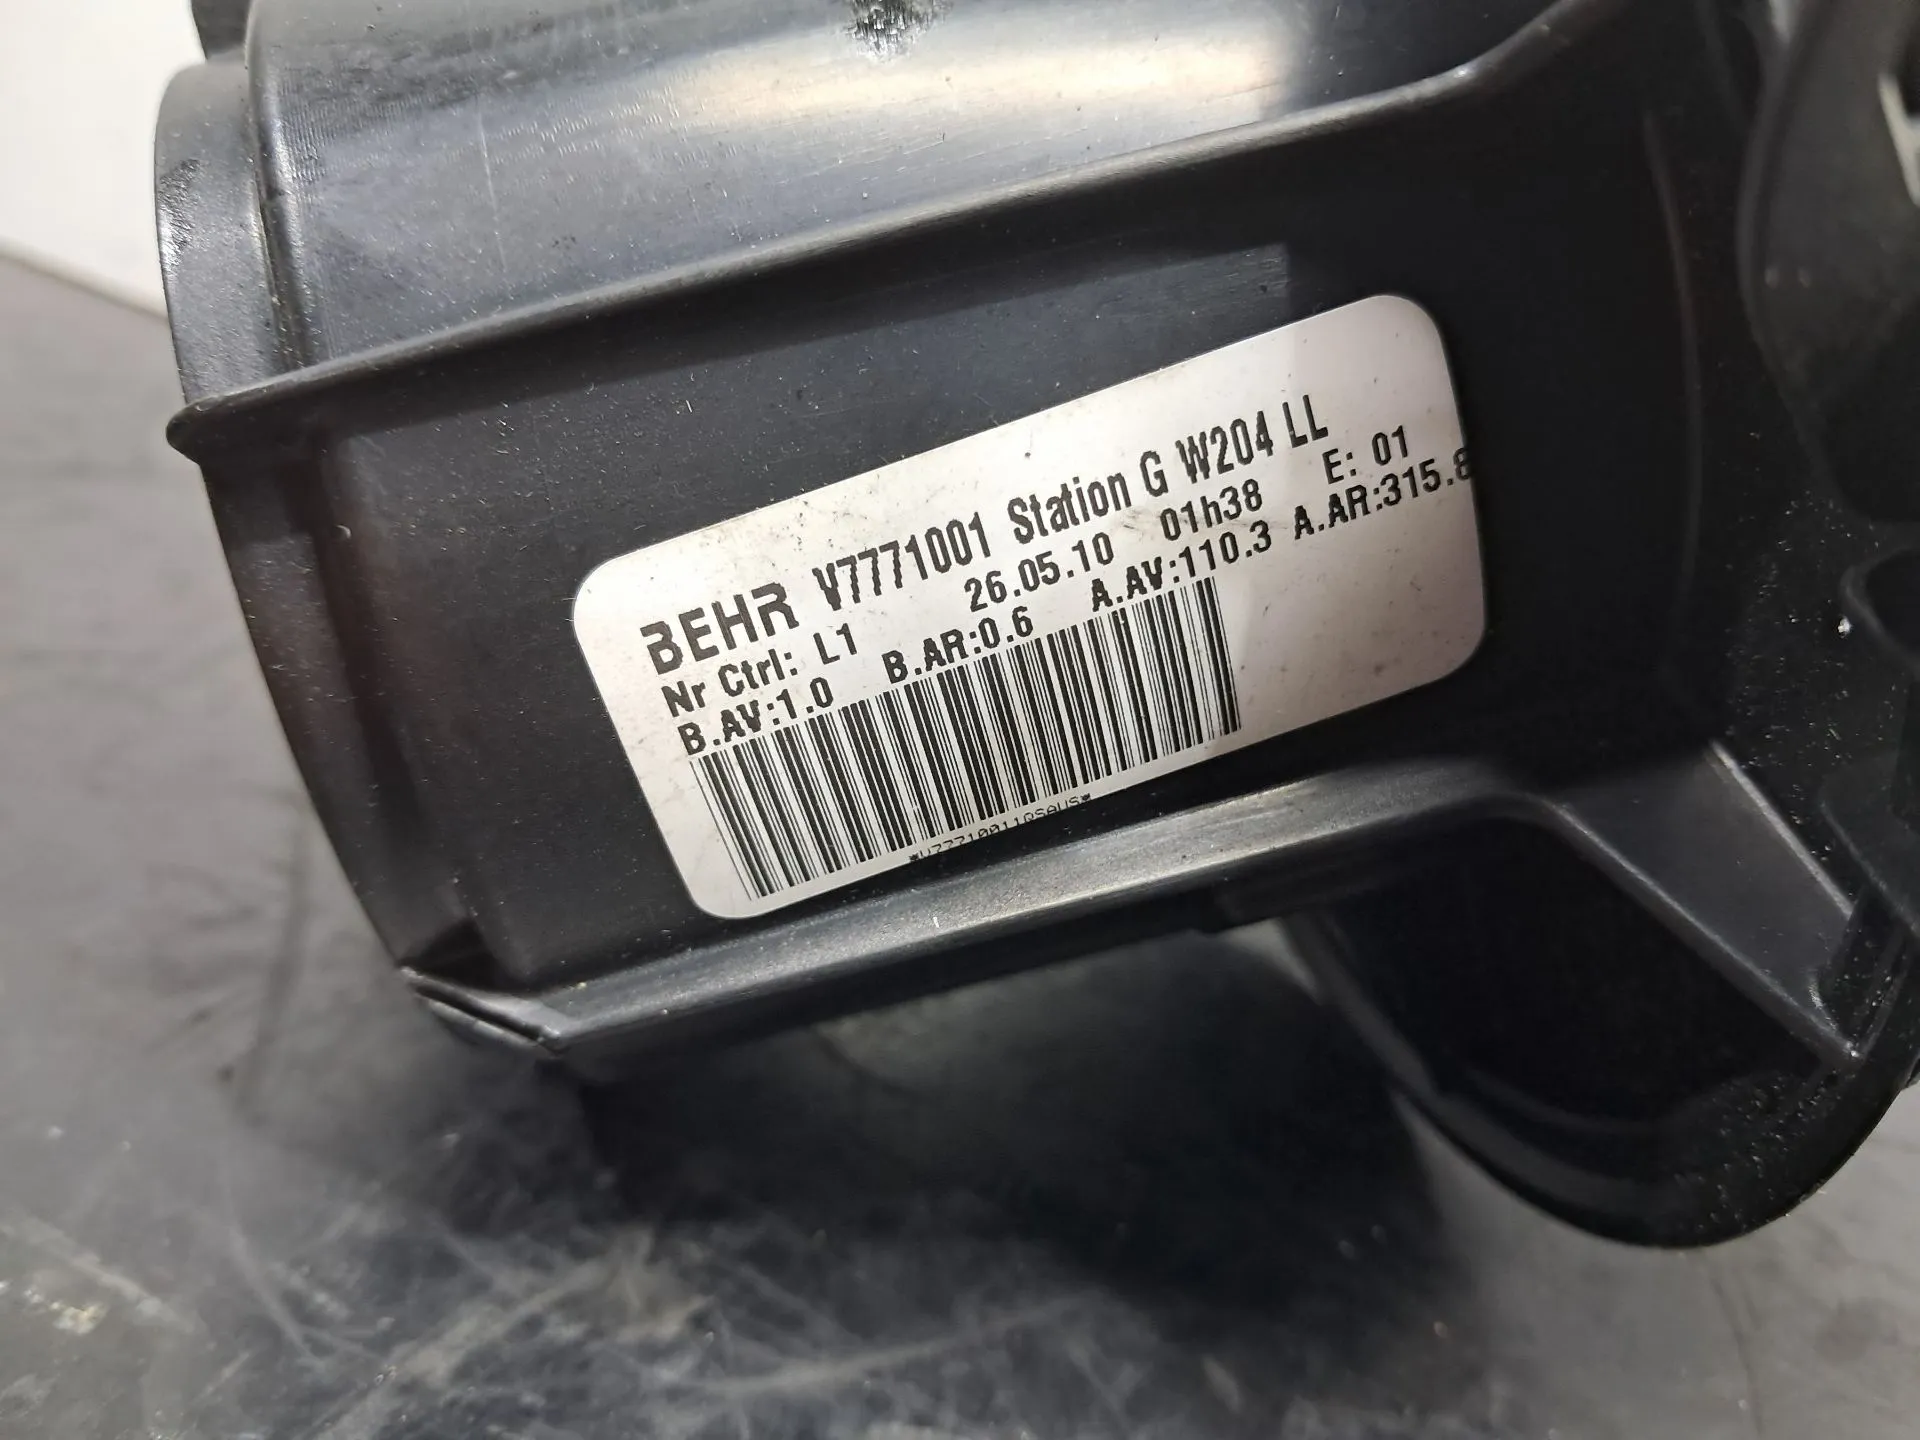 BEHR V7771001 Station G W204 LL
Nr Ctrl: L1 26.05.10 01h38 E: 01
B.AV:1.0 B.AR:0.6 A.AV:110.3 A.AR:315.8